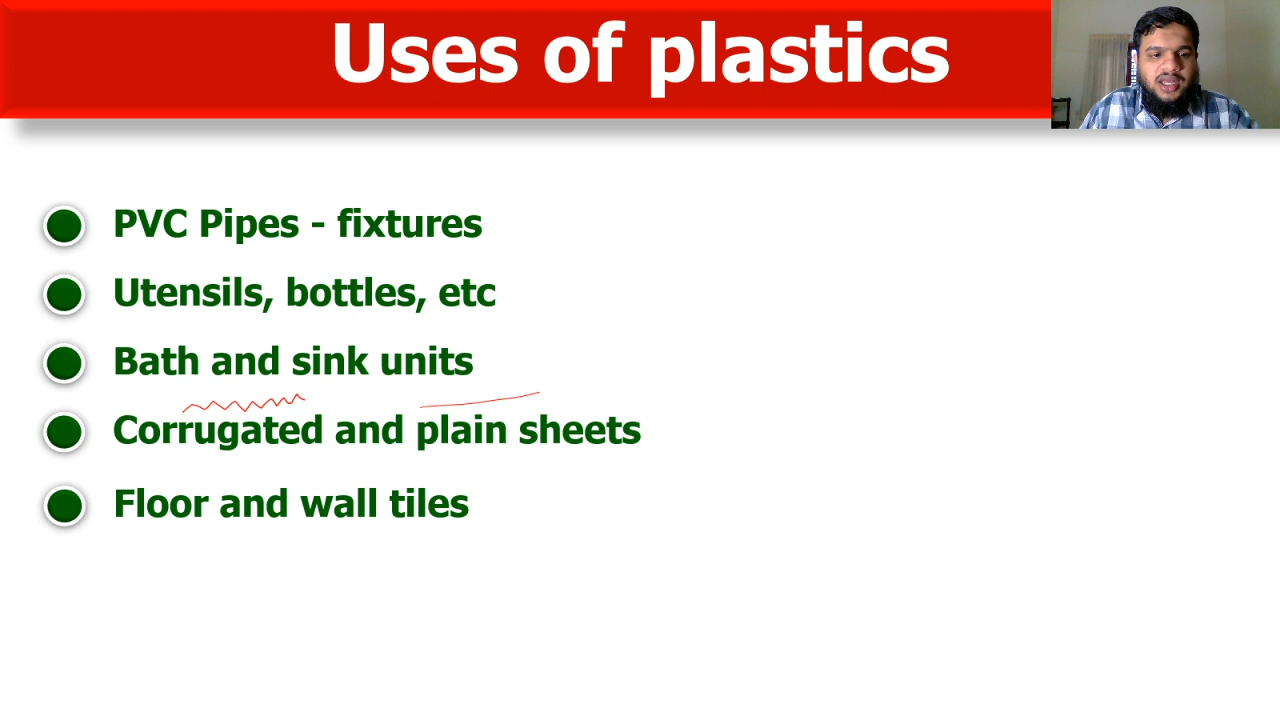 Uses of plastics
PVC Pipes - fixtures
Utensils, bottles, etc
Bath and sink units
Corrugated and plain sheets
Floor and wall tiles